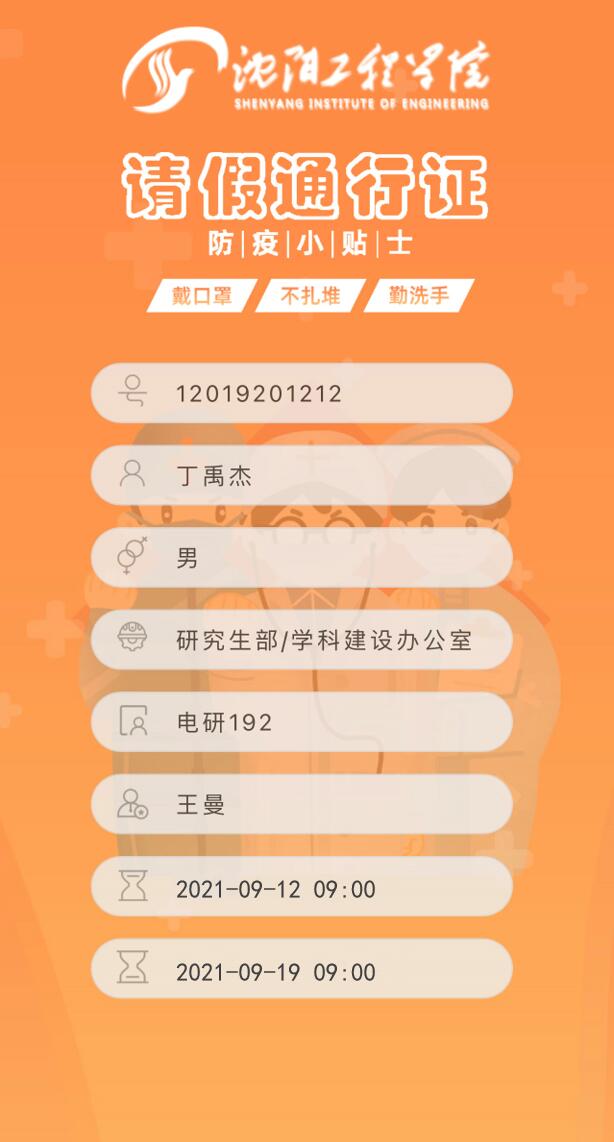 沈阳工程学院
SHENYANG INSTITUTE OF ENGINEERING
请假通行证
防|疫|小|贴|士
戴口罩 不扎堆 勤洗手
12019201212
丁禹杰
男
研究生部/学科建设办公室
电研192
王曼
2021-09-12 09:00
2021-09-19 09:00